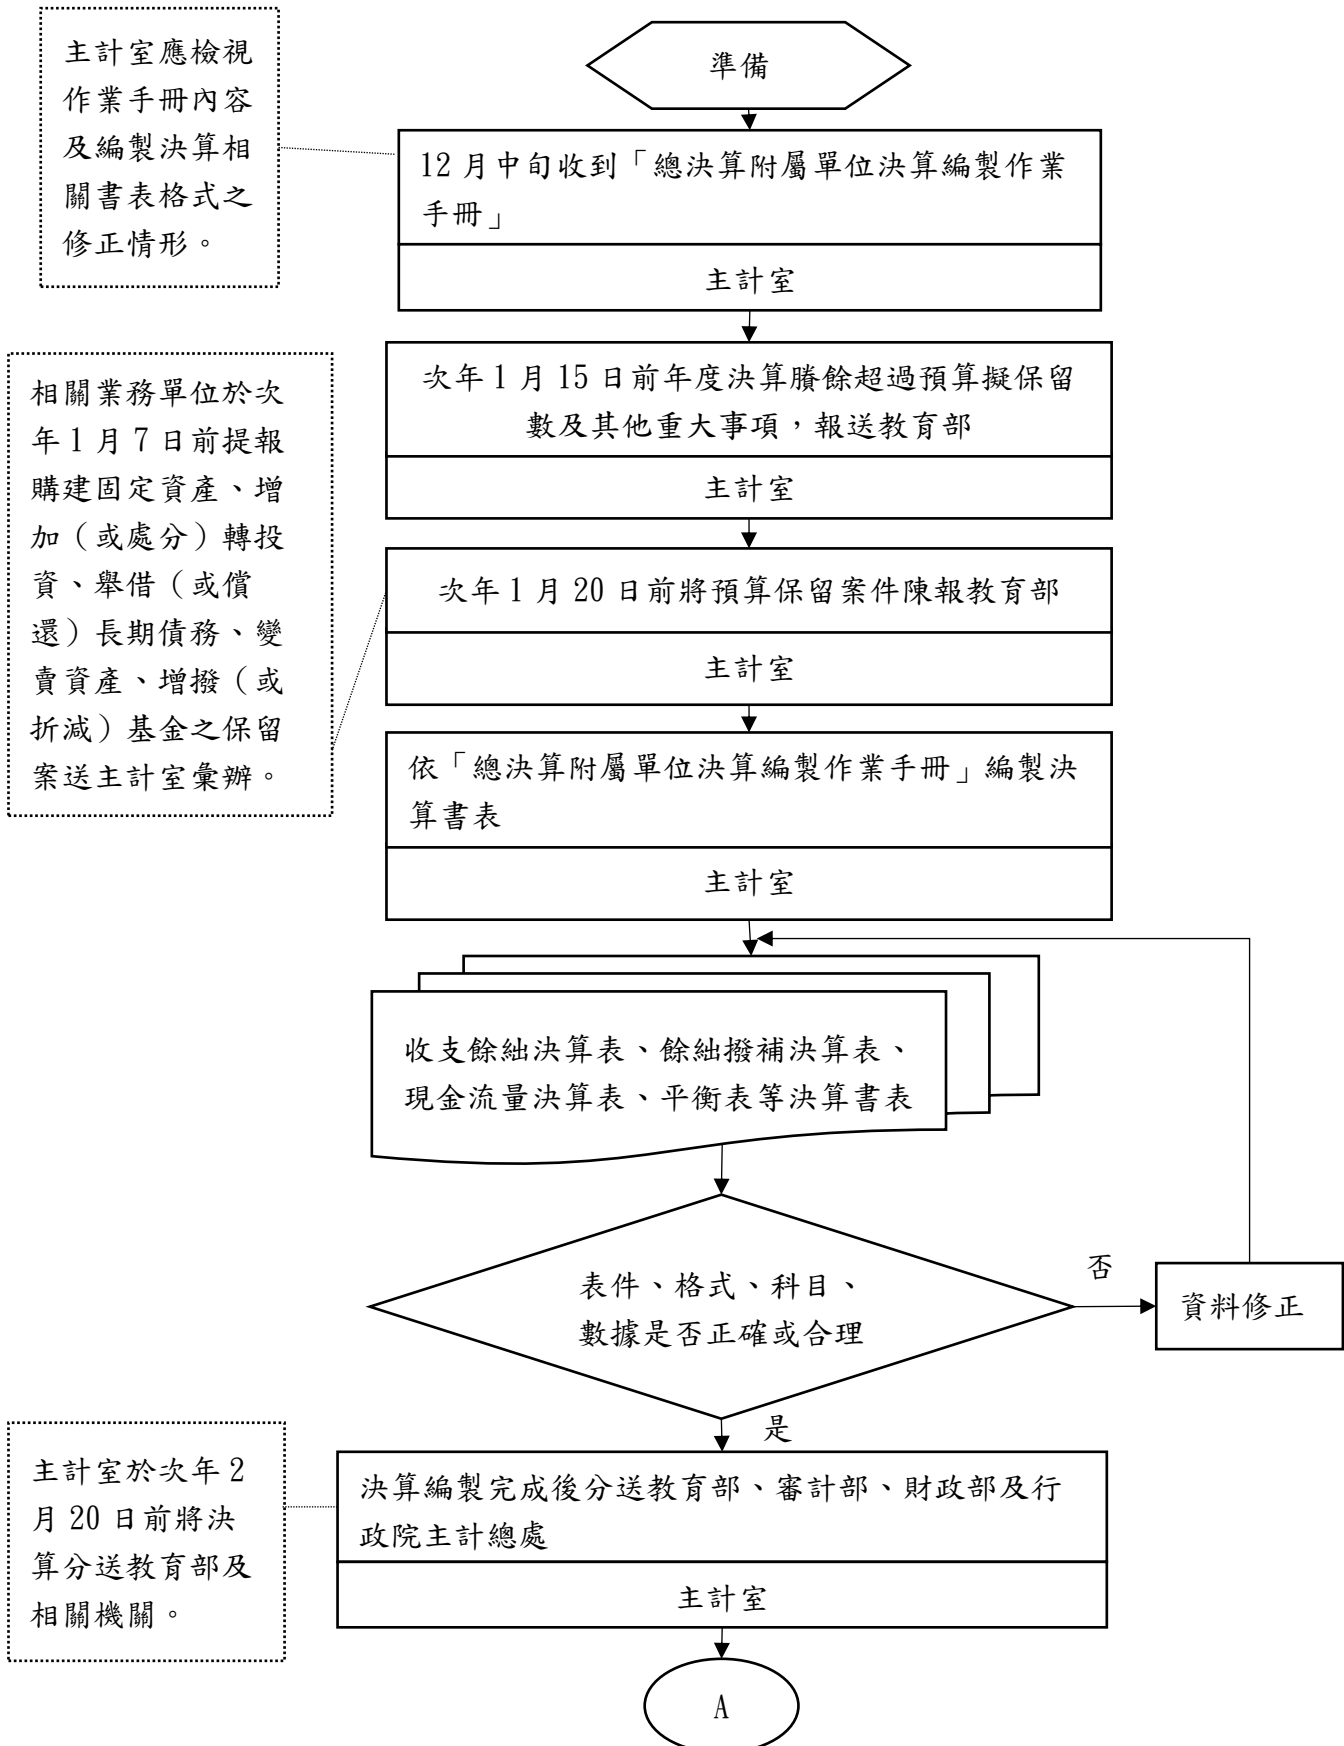 準備
主計室應檢視
作業手冊內容
及編製決算相
關書表格式之
修正情形。
12 月中旬收到「總決算附屬單位決算編製作業
手冊」
主計室
次年 1 月 15 日前年度決算賸餘超過預算擬保留
數及其他重大事項，報送教育部
主計室
相關業務單位於次
年 1 月 7 日前提報
購建固定資產、增
加（或處分）轉投
資、舉借（或償
還）長期債務、變
賣資產、增撥（或
折減）基金之保留
案送主計室彙辦。
次年 1 月 20 日前將預算保留案件陳報教育部
主計室
依「總決算附屬單位決算編製作業手冊」編製決
算書表
主計室
收支餘絀決算表、餘絀撥補決算表、
現金流量決算表、平衡表等決算書表
表件、格式、科目、
數據是否正確或合理
否
資料修正
是
主計室於次年 2
月 20 日前將決
算分送教育部及
相關機關。
決算編製完成後分送教育部、審計部、財政部及行
政院主計總處
主計室
A